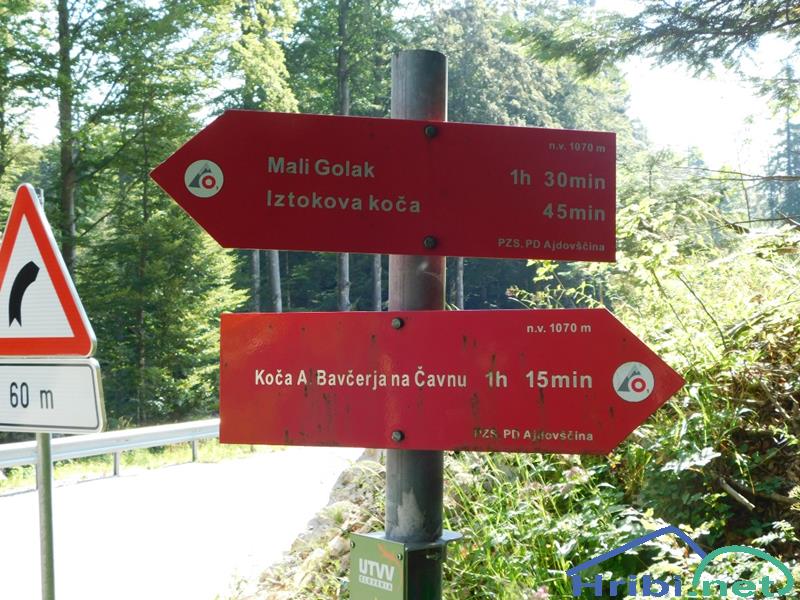 n.v. 1070 m
Mali Golak 1h 30min
Iztokova koča 45min
PZS, PD Ajdovščina
n.v. 1070 m
Koča A. Bavčerja na Čavnu 1h 15min
PZS, PD Ajdovščina
60 m
UTVV
SLOVENIA
Hribi.net